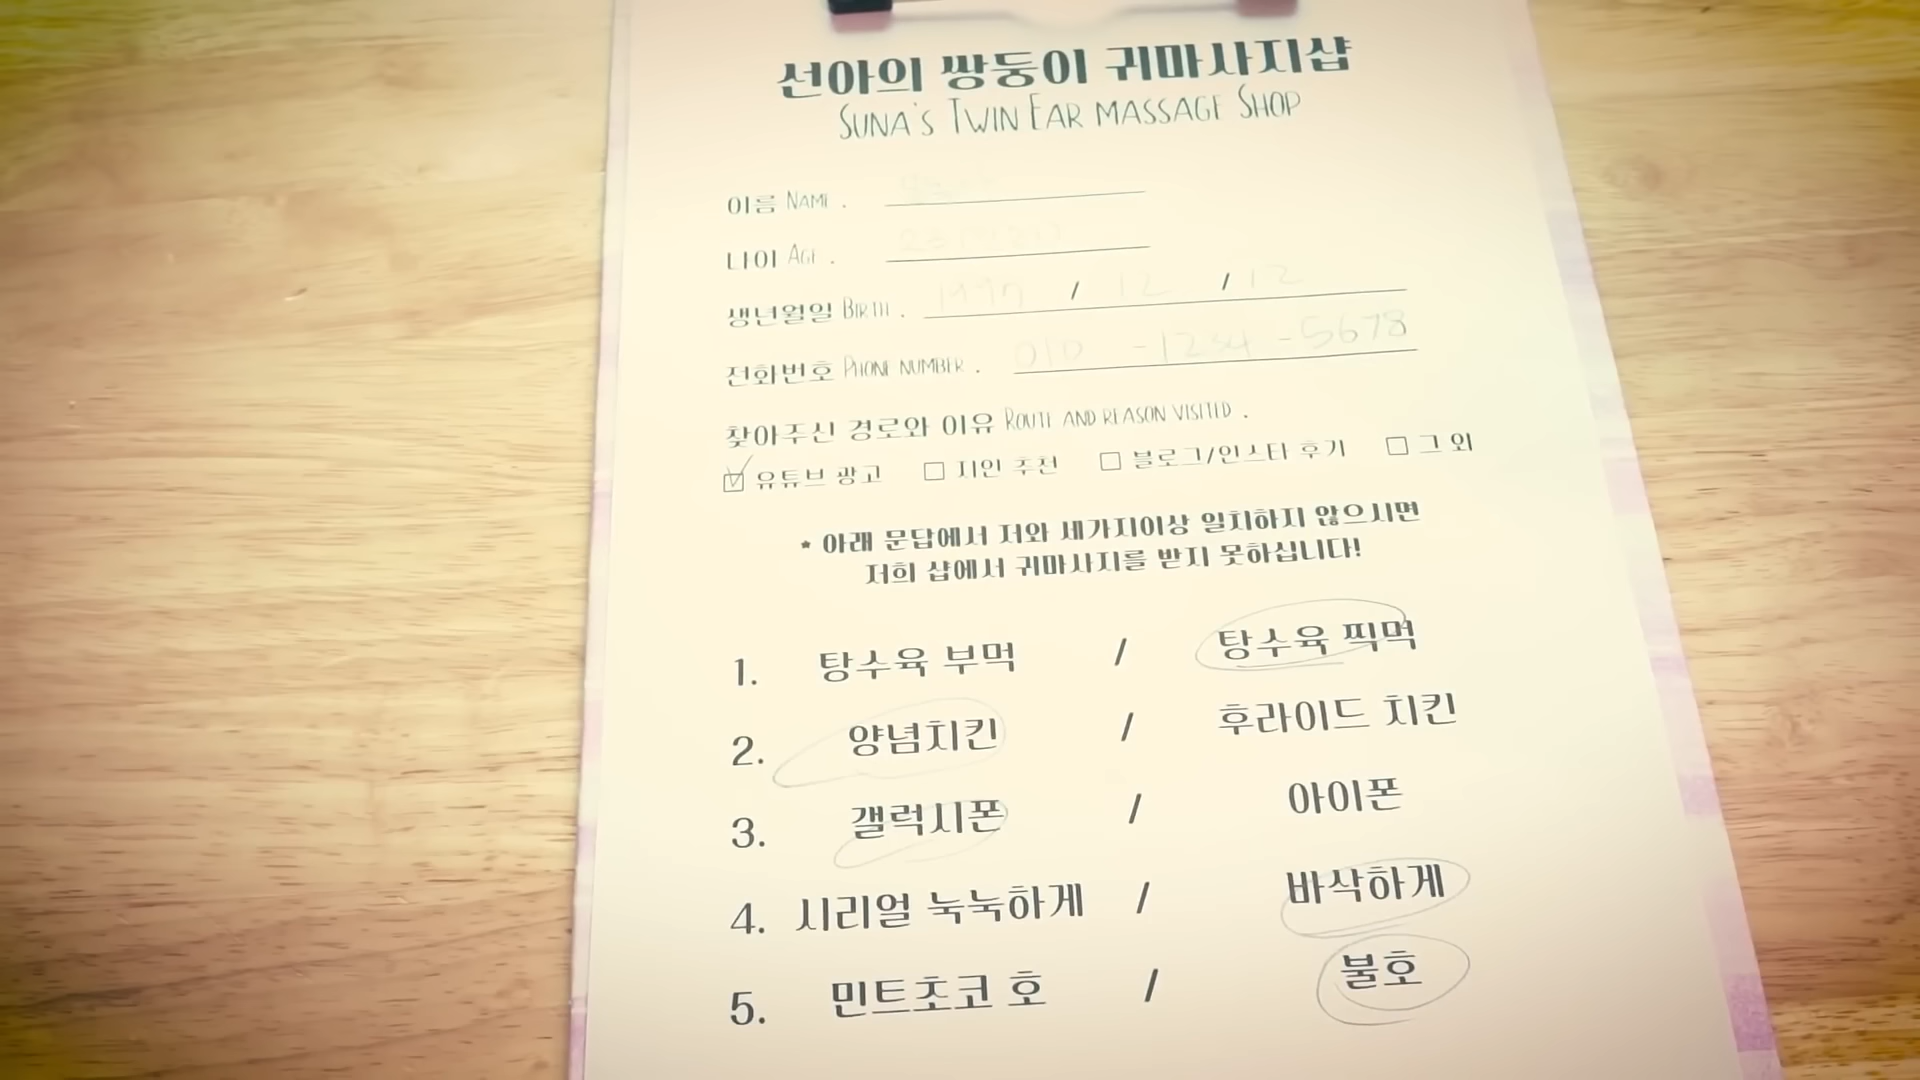 선아의 쌍둥이 귀마사지샵
SUNA'S TWIN EAR MASSAGE SHOP
이름 NAME .
나이 AGE .
생년월일 BIRTH . 1997 / 12 / 12
전화번호 PHONE NUMBER . 010 - 1234 - 5678
찾아주신 경로와 이유 ROUTE AND REASON VISITED .
☑ 유튜브 광고 □ 지인 추천 □ 블로그/인스타 후기 □ 그 외
* 아래 문답에서 저와 세가지이상 일치하지 않으시면
저희 샵에서 귀마사지를 받지 못하십니다!
1. 탕수육 부먹 / 탕수육 찍먹
2. 양념치킨 / 후라이드 치킨
3. 갤럭시폰 / 아이폰
4. 시리얼 눅눅하게 / 바삭하게
5. 민트초코 호 / 불호